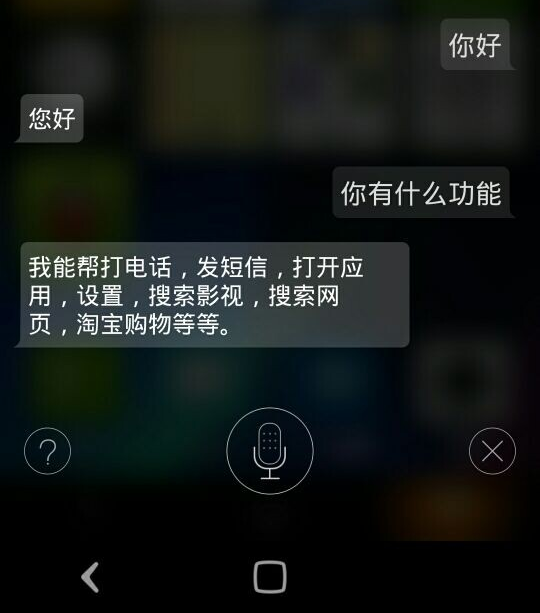 你好
您好
你有什么功能
我能帮打电话，发短信，打开应
用，设置，搜索影视，搜索网
页，淘宝购物等等。
?